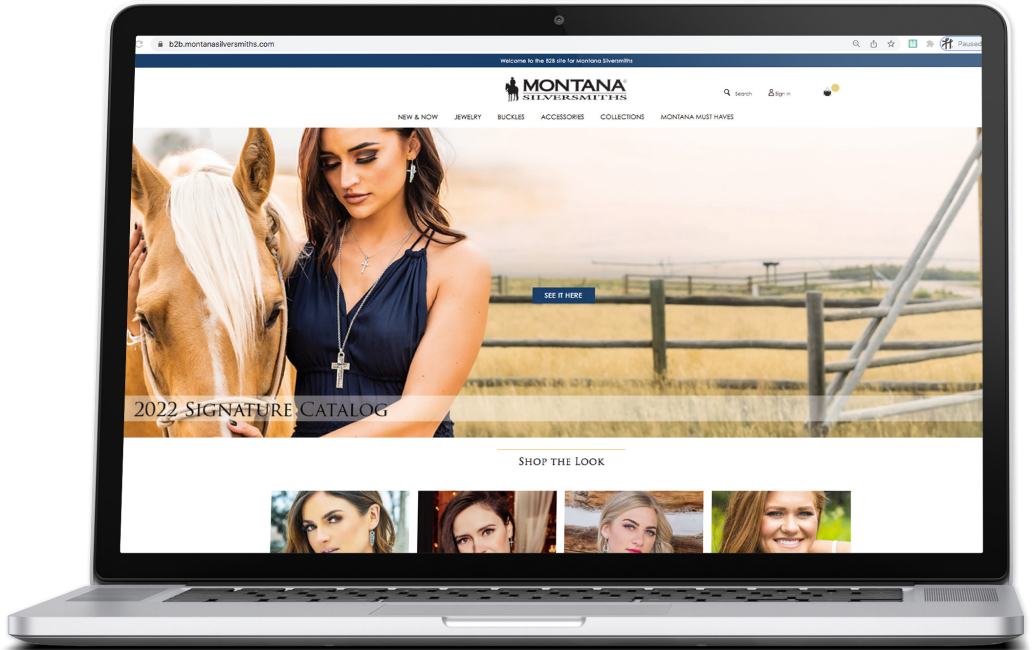 b2b.montanasilversmiths.com
Paused
Welcome to the B2B site for Montana Silversmiths
MONTANA®
SILVERSMITHS
Search
Sign In
NEW & NOW JEWELRY BUCKLES ACCESSORIES COLLECTIONS MONTANA MUST HAVES
SEE IT HERE
2022 SIGNATURE CATALOG
SHOP THE LOOK